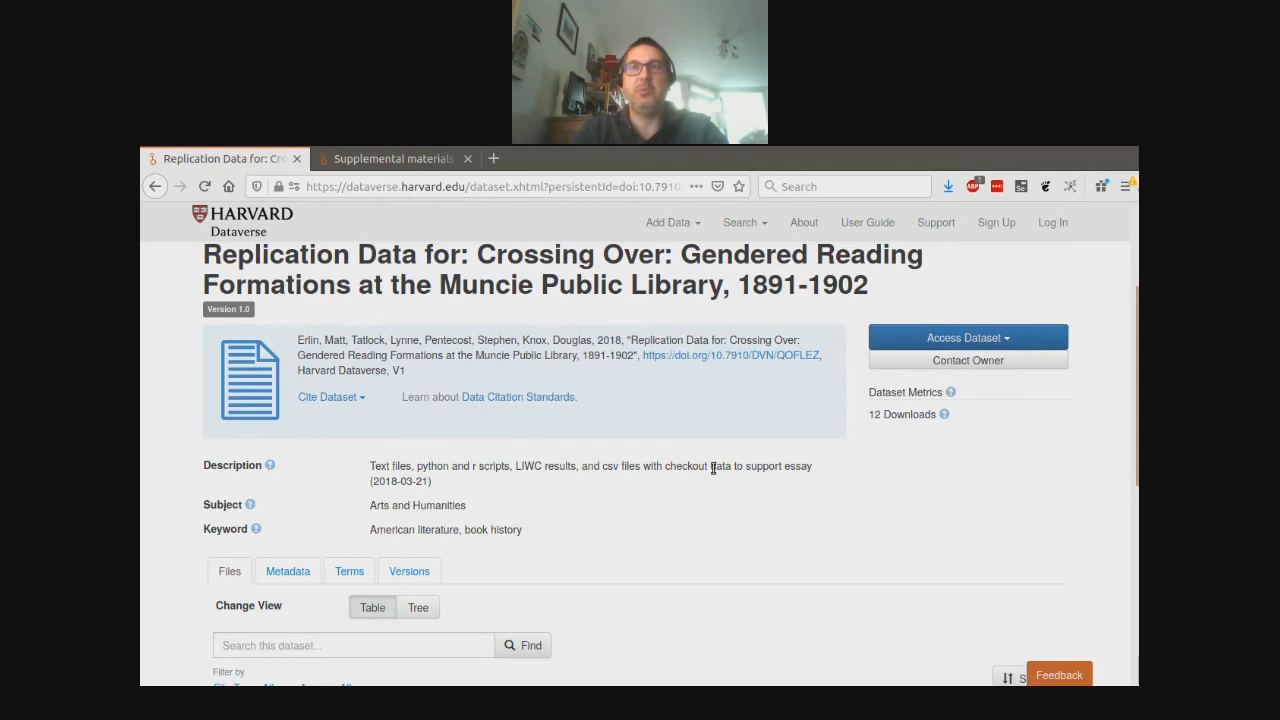 Replication Data for: Cro
Supplemental materials
https://dataverse.harvard.edu/dataset.xhtml?persistentId=doi:10.7910
Search
HARVARD
Dataverse
Add Data
Search
About
User Guide
Support
Sign Up
Log In
Replication Data for: Crossing Over: Gendered Reading
Formations at the Muncie Public Library, 1891-1902
Version 1.0
Erlin, Matt, Tatlock, Lynne, Pentecost, Stephen, Knox, Douglas, 2018, "Replication Data for: Crossing Over:
Gendered Reading Formations at the Muncie Public Library, 1891-1902", https://doi.org/10.7910/DVN/QOFLEZ,
Harvard Dataverse, V1
Cite Dataset
Learn about Data Citation Standards.
Access Dataset
Contact Owner
Dataset Metrics
12 Downloads
Description
Text files, python and r scripts, LIWC results, and csv files with checkout data to support essay
(2018-03-21)
Subject
Arts and Humanities
Keyword
American literature, book history
Files
Metadata
Terms
Versions
Change View
Table
Tree
Search this dataset...
Find
Filter by
Feedback